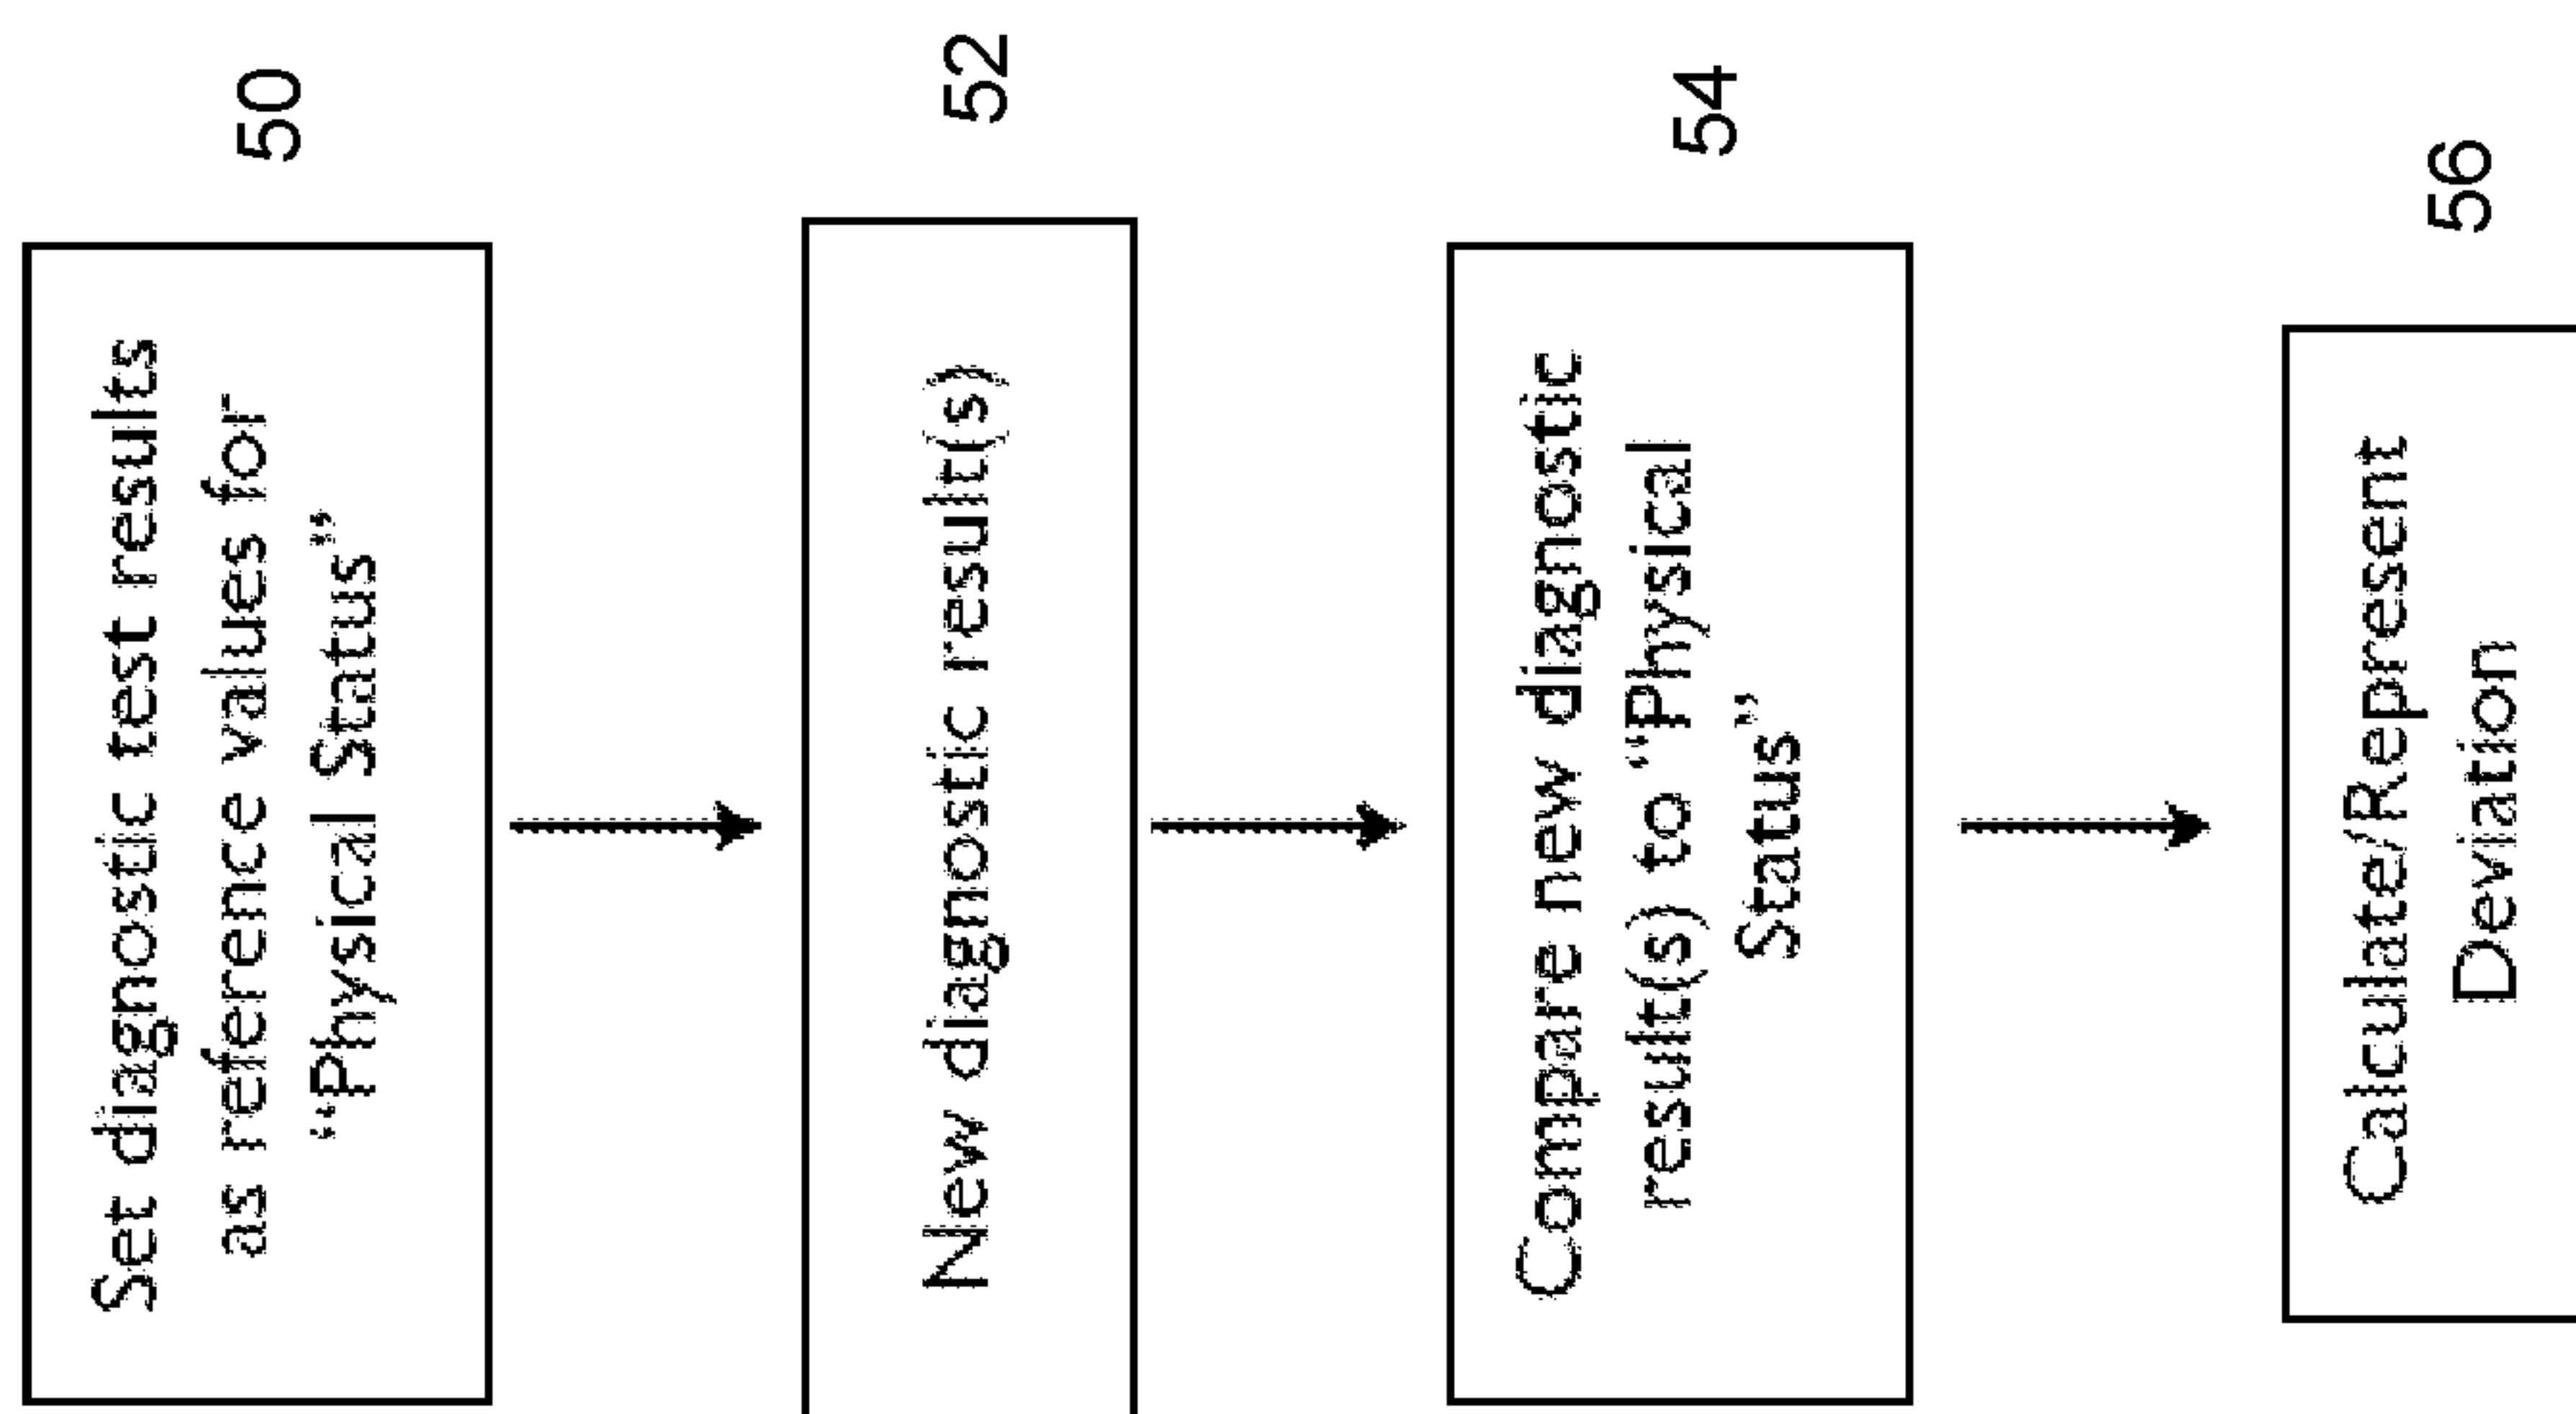 Set diagnostic test results
as reference values for
“Physical Status”
50
New diagnostic result(s)
52
Compare new diagnostic
result(s) to “Physical
Status”
54
Calculate/Represent
Deviation
56